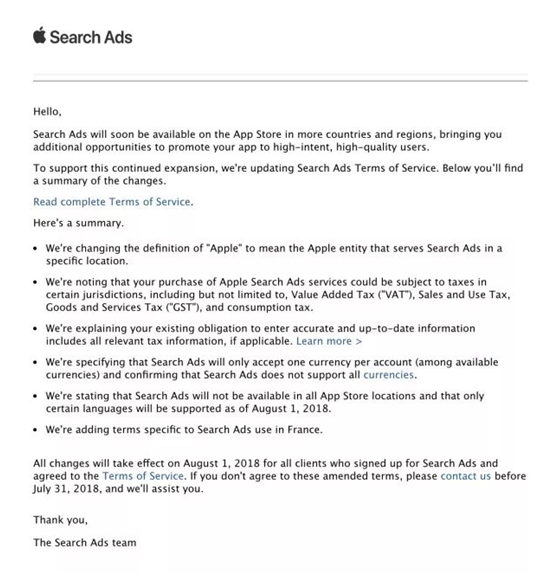 Search Ads
Hello,
Search Ads will soon be available on the App Store in more countries and regions, bringing you
additional opportunities to promote your app to high-intent, high-quality users.
To support this continued expansion, we're updating Search Ads Terms of Service. Below you'll find
a summary of the changes.
Read complete Terms of Service.
Here's a summary.
• We're changing the definition of "Apple" to mean the Apple entity that serves Search Ads in a
specific location.
• We're noting that your purchase of Apple Search Ads services could be subject to taxes in
certain jurisdictions, including but not limited to, Value Added Tax ("VAT"), Sales and Use Tax,
Goods and Services Tax ("GST"), and consumption tax.
• We're explaining your existing obligation to enter accurate and up-to-date information
includes all relevant tax information, if applicable. Learn more >
• We're specifying that Search Ads will only accept one currency per account (among available
currencies) and confirming that Search Ads does not support all currencies.
• We're stating that Search Ads will not be available in all App Store locations and that only
certain languages will be supported as of August 1, 2018.
• We're adding terms specific to Search Ads use in France.
All changes will take effect on August 1, 2018 for all clients who signed up for Search Ads and
agreed to the Terms of Service. If you don't agree to these amended terms, please contact us before
July 31, 2018, and we'll assist you.
Thank you,
The Search Ads team